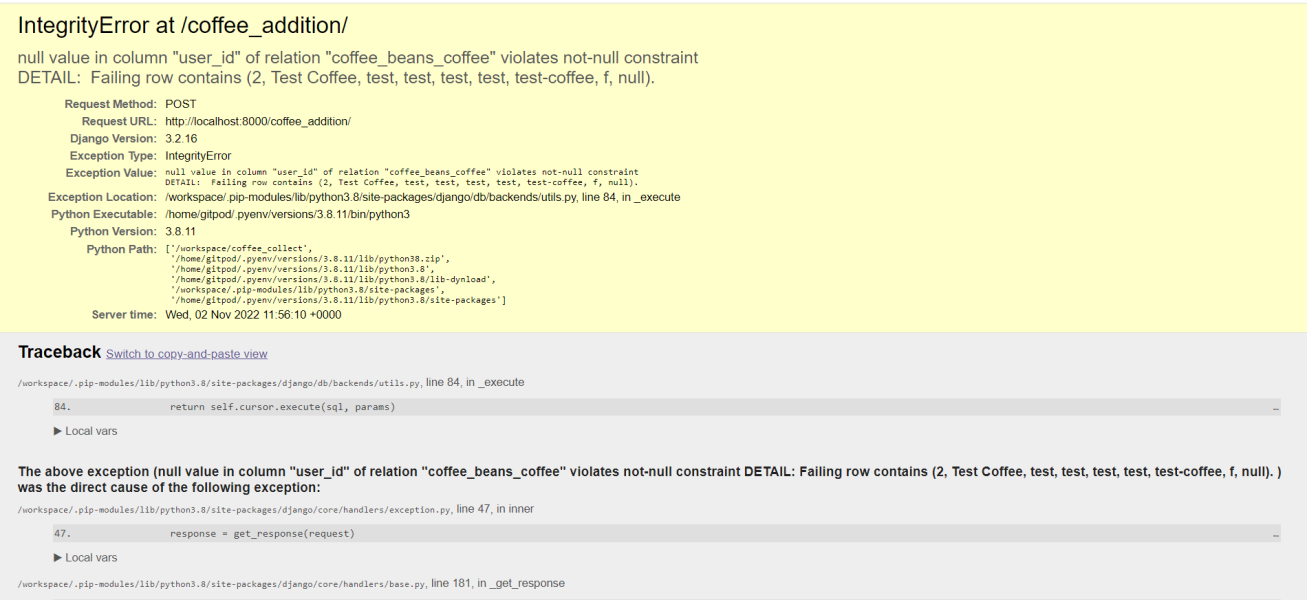 IntegrityError at /coffee_addition/
null value in column "user_id" of relation "coffee_beans_coffee" violates not-null constraint
DETAIL:  Failing row contains (2, Test Coffee, test, test, test, test, test-coffee, f, null).
Request Method: POST
Request URL: http://localhost:8000/coffee_addition/
Django Version: 3.2.16
Exception Type: IntegrityError
Exception Value: null value in column "user_id" of relation "coffee_beans_coffee" violates not-null constraint
DETAIL:  Failing row contains (2, Test Coffee, test, test, test, test, test-coffee, f, null).
Exception Location: /workspace/.pip-modules/lib/python3.8/site-packages/django/db/backends/utils.py, line 84, in _execute
Python Executable: /home/gitpod/.pyenv/versions/3.8.11/bin/python3
Python Version: 3.8.11
Python Path: ['/workspace/coffee_collect',
'/home/gitpod/.pyenv/versions/3.8.11/lib/python38.zip',
'/home/gitpod/.pyenv/versions/3.8.11/lib/python3.8',
'/home/gitpod/.pyenv/versions/3.8.11/lib/python3.8/lib-dynload',
'/workspace/.pip-modules/lib/python3.8/site-packages',
'/home/gitpod/.pyenv/versions/3.8.11/lib/python3.8/site-packages']
Server time: Wed, 02 Nov 2022 11:56:10 +0000
Traceback Switch to copy-and-paste view
/workspace/.pip-modules/lib/python3.8/site-packages/django/db/backends/utils.py, line 84, in _execute
84. return self.cursor.execute(sql, params) …
▶ Local vars
The above exception (null value in column "user_id" of relation "coffee_beans_coffee" violates not-null constraint DETAIL: Failing row contains (2, Test Coffee, test, test, test, test, test-coffee, f, null). )
was the direct cause of the following exception:
/workspace/.pip-modules/lib/python3.8/site-packages/django/core/handlers/exception.py, line 47, in inner
47. response = get_response(request) …
▶ Local vars
/workspace/.pip-modules/lib/python3.8/site-packages/django/core/handlers/base.py, line 181, in _get_response